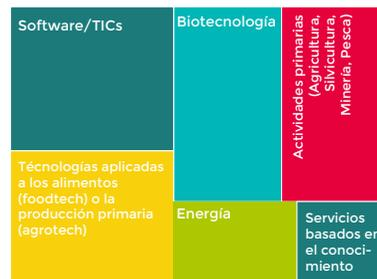 Software/TICs
Biotecnología
Actividades primarias
(Agricultura,
Silvicultura,
Minería, Pesca)
Técnologías aplicadas
a los alimentos
(foodtech) o la
producción primaria
(agrotech)
Energía
Servicios
basados en
el conoci-
miento